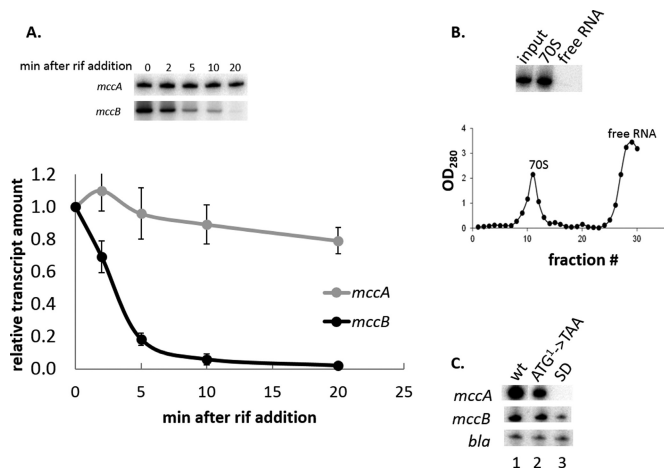 A.
min after rif addition 0 2 5 10 20
mccA
mccB
1.2
1.0
0.8
0.6
0.4
0.2
0.0
relative transcript amount
mccA
mccB
0 5 10 15 20 25
min after rif addition
B.
input 70S free RNA
4
3
2
1
0
OD280
70S
free RNA
0 10 20 30
fraction #
C.
wt ATG¹->TAA SD
mccA
mccB
bla
1 2 3